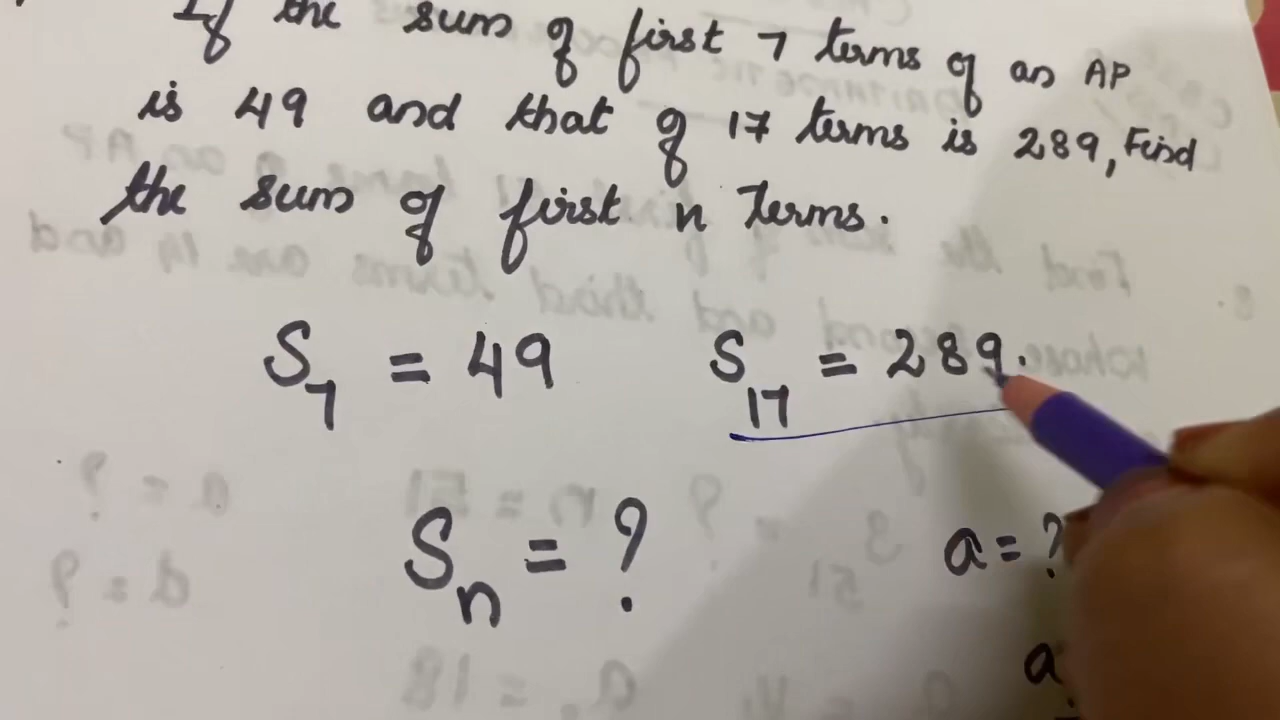 If the sum of first 7 terms of an AP
is 49 and that of 17 terms is 289, Find
the sum of first n terms.
S₇ = 49 S₁₇ = 289.
Sₙ = ? a = ?
a